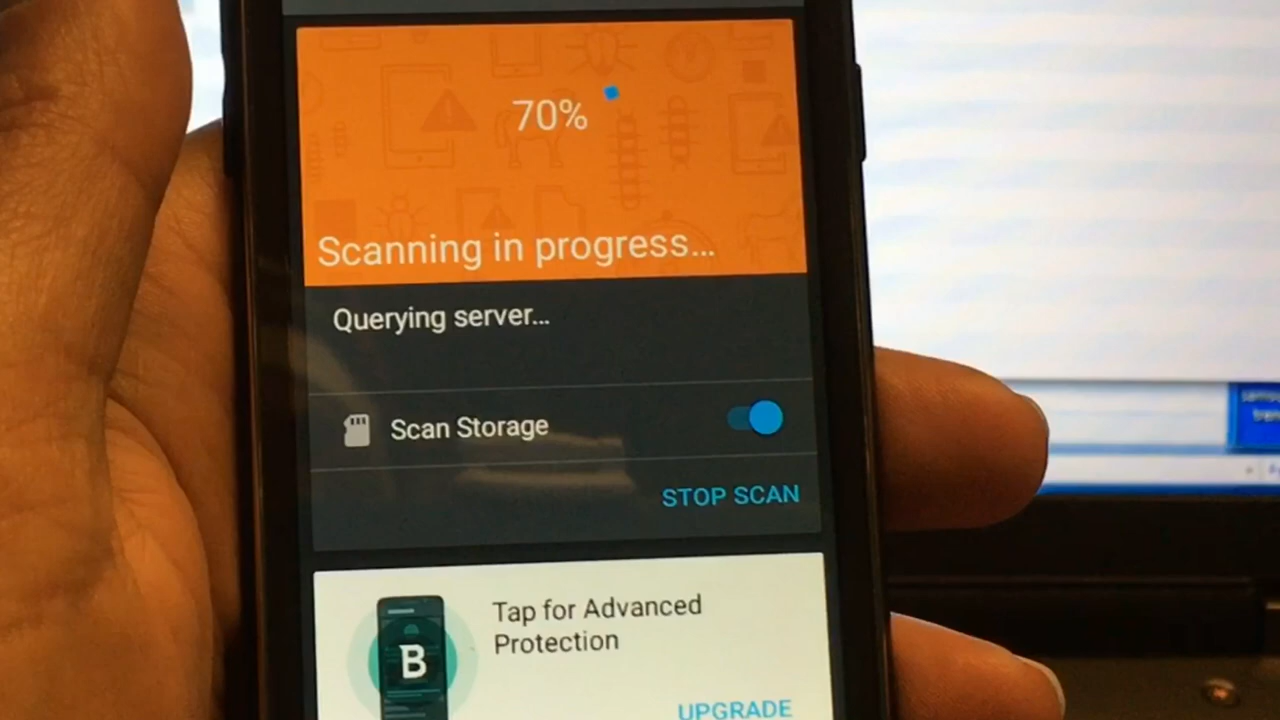 70%
Scanning in progress...
Querying server...
Scan Storage
STOP SCAN
Tap for Advanced
Protection
B
UPGRADE